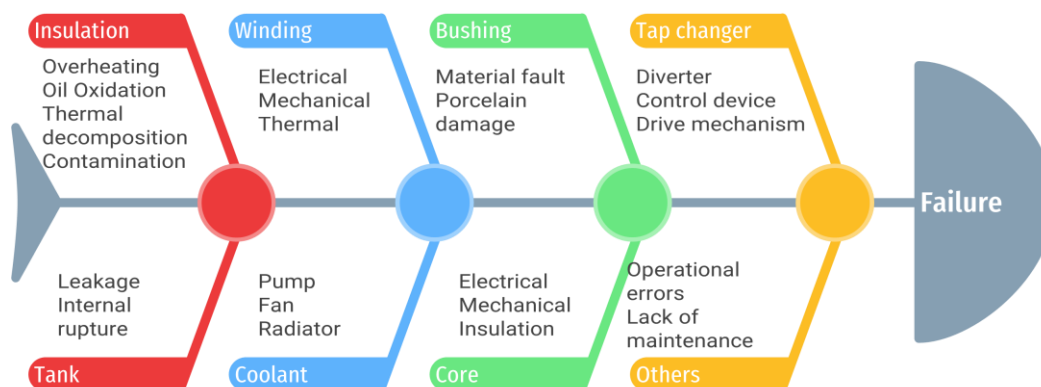 Insulation
Overheating
Oil Oxidation
Thermal
decomposition
Contamination
Winding
Electrical
Mechanical
Thermal
Bushing
Material fault
Porcelain
damage
Tap changer
Diverter
Control device
Drive mechanism
Failure
Leakage
Internal
rupture
Tank
Pump
Fan
Radiator
Coolant
Electrical
Mechanical
Insulation
Core
Operational
errors
Lack of
maintenance
Others